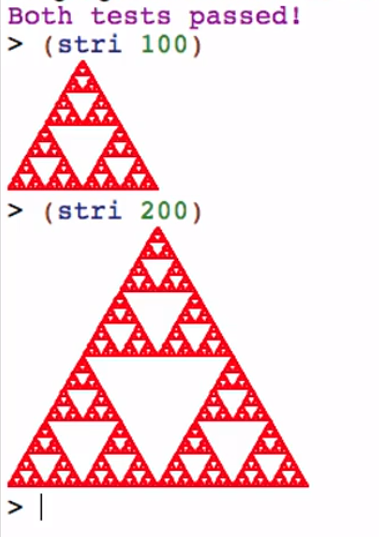 Both tests passed!
> (stri 100)
> (stri 200)
>